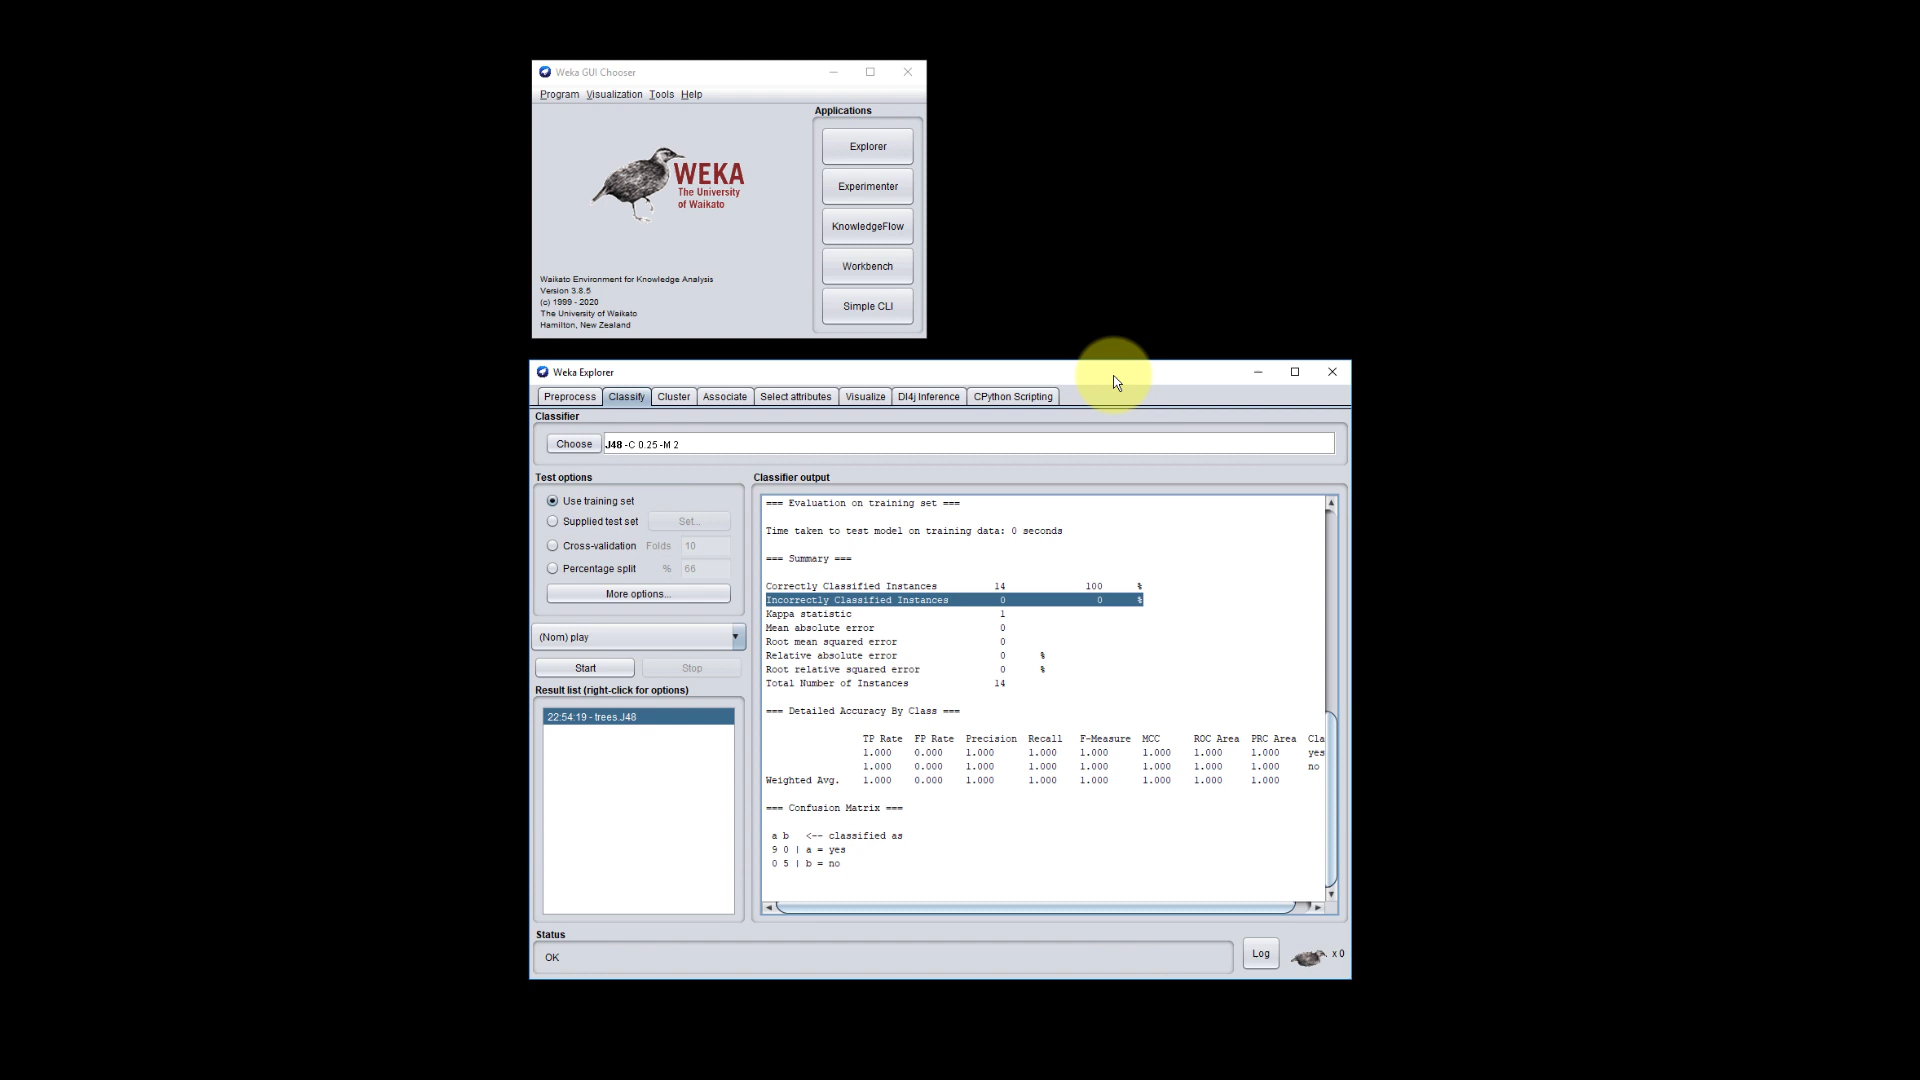 Weka GUI Chooser
Program Visualization Tools Help
Applications
Explorer
Experimenter
KnowledgeFlow
Workbench
Simple CLI
WEKA
The University
of Waikato
Waikato Environment for Knowledge Analysis
Version 3.8.5
(c) 1999 - 2020
The University of Waikato
Hamilton, New Zealand
Weka Explorer
Preprocess Classify Cluster Associate Select attributes Visualize Dl4j Inference CPython Scripting
Classifier
Choose J48 -C 0.25 -M 2
Test options
Use training set
Supplied test set Set...
Cross-validation Folds 10
Percentage split % 66
More options...
(Nom) play
Start Stop
Result list (right-click for options)
22:54:19 - trees.J48
Classifier output
=== Evaluation on training set ===
Time taken to test model on training data: 0 seconds
=== Summary ===
Correctly Classified Instances 14 100 %
Incorrectly Classified Instances 0 0 %
Kappa statistic 1
Mean absolute error 0
Root mean squared error 0
Relative absolute error 0 %
Root relative squared error 0 %
Total Number of Instances 14
=== Detailed Accuracy By Class ===
TP Rate FP Rate Precision Recall F-Measure MCC ROC Area PRC Area Cla
1.000 0.000 1.000 1.000 1.000 1.000 1.000 1.000 yes
1.000 0.000 1.000 1.000 1.000 1.000 1.000 1.000 no
Weighted Avg. 1.000 0.000 1.000 1.000 1.000 1.000 1.000 1.000
=== Confusion Matrix ===
a b <-- classified as
9 0 | a = yes
0 5 | b = no
Status
OK
Log x 0